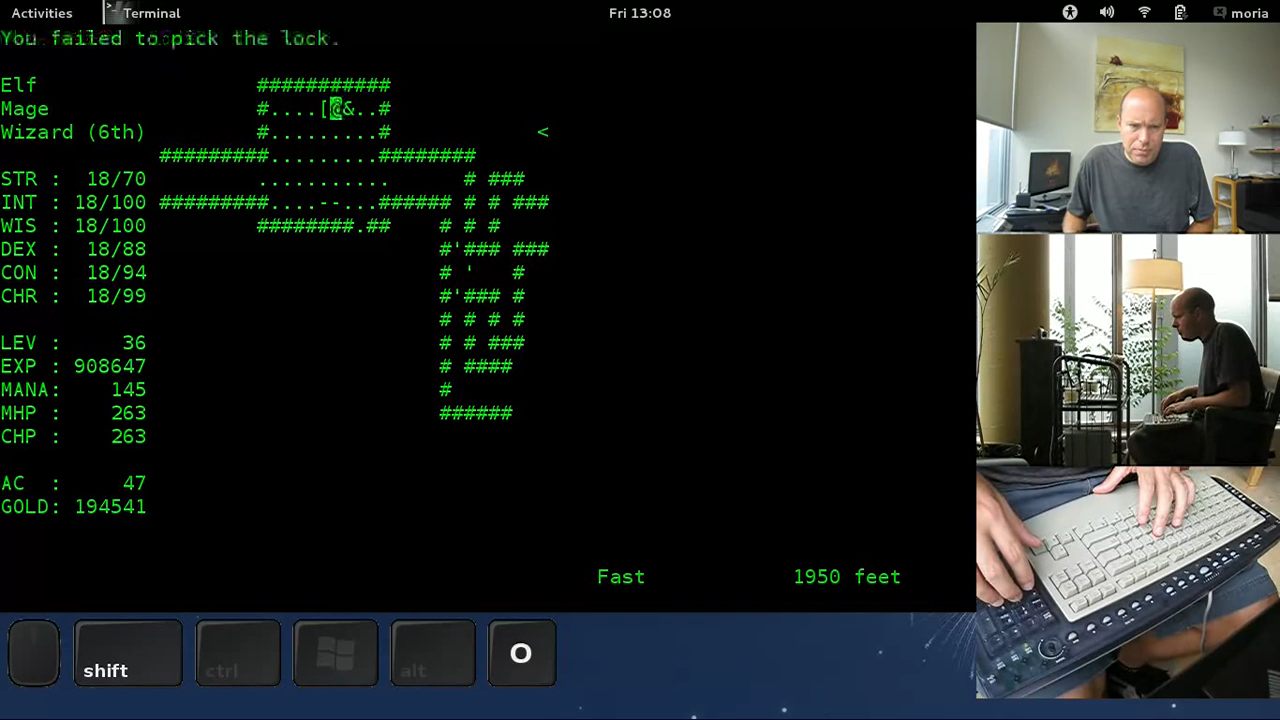 Activities Terminal Fri 13:08 moria
You failed to pick the lock.
Elf ###########
Mage #....[@&..#
Wizard (6th) #.........# <
#########.........########
STR : 18/70 ........... # ###
INT : 18/100 #########....--...###### # # ###
WIS : 18/100 ########.## # # #
DEX : 18/88 #'### ###
CON : 18/94 # ' #
CHR : 18/99 #'### #
# # # #
LEV : 36 # # ###
EXP : 908647 # ####
MANA: 145 #
MHP : 263 ######
CHP : 263
AC : 47
GOLD: 194541
Fast 1950 feet
shift ctrl alt O